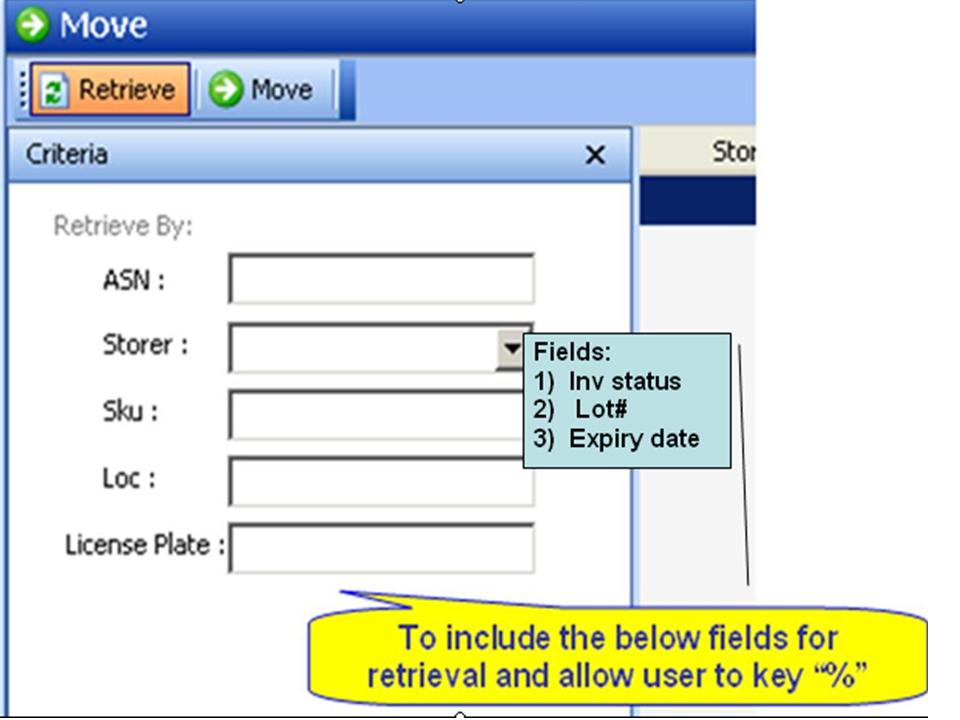 Move
Retrieve Move
Criteria
Stor
Retrieve By:
ASN :
Storer :
Sku :
Loc :
License Plate :
Fields:
1) Inv status
2) Lot#
3) Expiry date
To include the below fields for
retrieval and allow user to key “%”